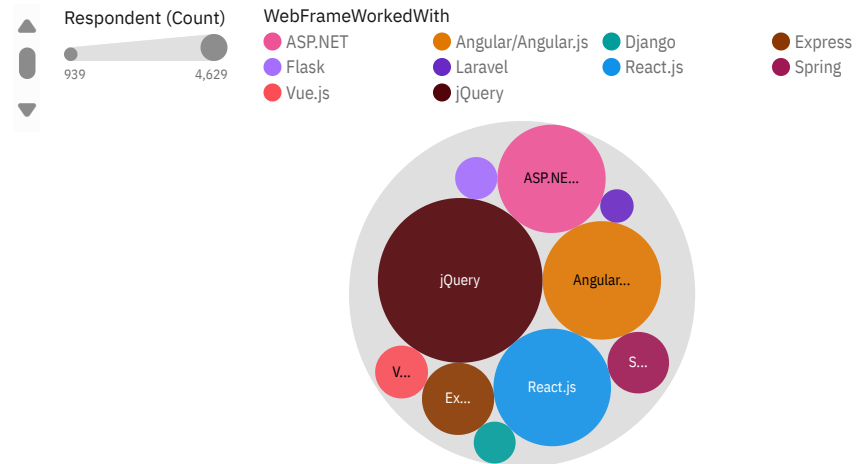 Respondent (Count)
939 4,629
WebFrameWorkedWith
ASP.NET Angular/Angular.js Django Express
Flask Laravel React.js Spring
Vue.js jQuery
ASP.NE...
jQuery Angular...
V... S...
Ex... React.js